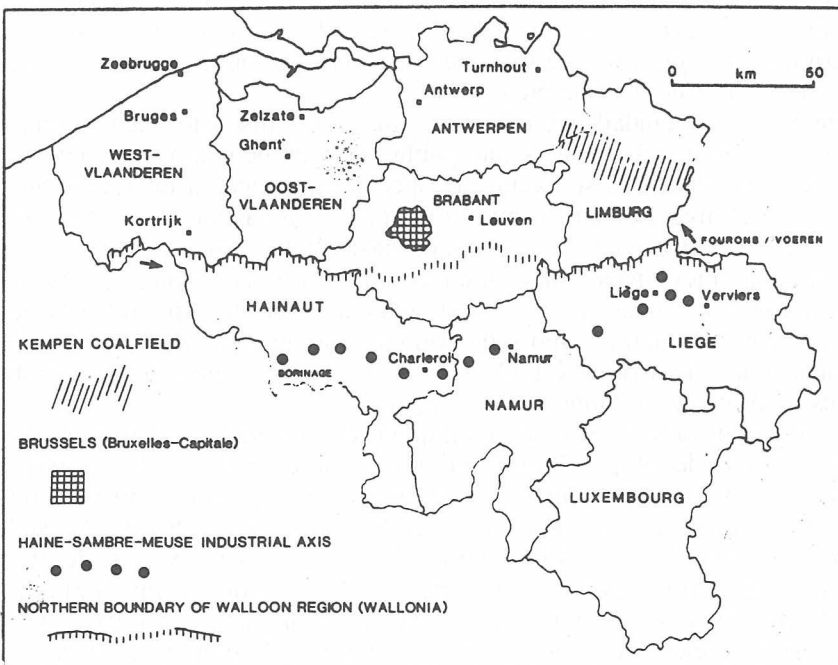 Zeebrugge
Turnhout
0 km 50
Antwerp
Bruges
Zelzate
ANTWERPEN
Ghent
WEST-
VLAANDEREN
OOST-
VLAANDEREN
BRABANT
Leuven
LIMBURG
Kortrijk
FOURONS / VOEREN
HAINAUT
Liège
Verviers
KEMPEN COALFIELD
Charleroi
Namur
LIEGE
BORINAGE
NAMUR
BRUSSELS (Bruxelles-Capitale)
LUXEMBOURG
HAINE-SAMBRE-MEUSE INDUSTRIAL AXIS
NORTHERN BOUNDARY OF WALLOON REGION (WALLONIA)